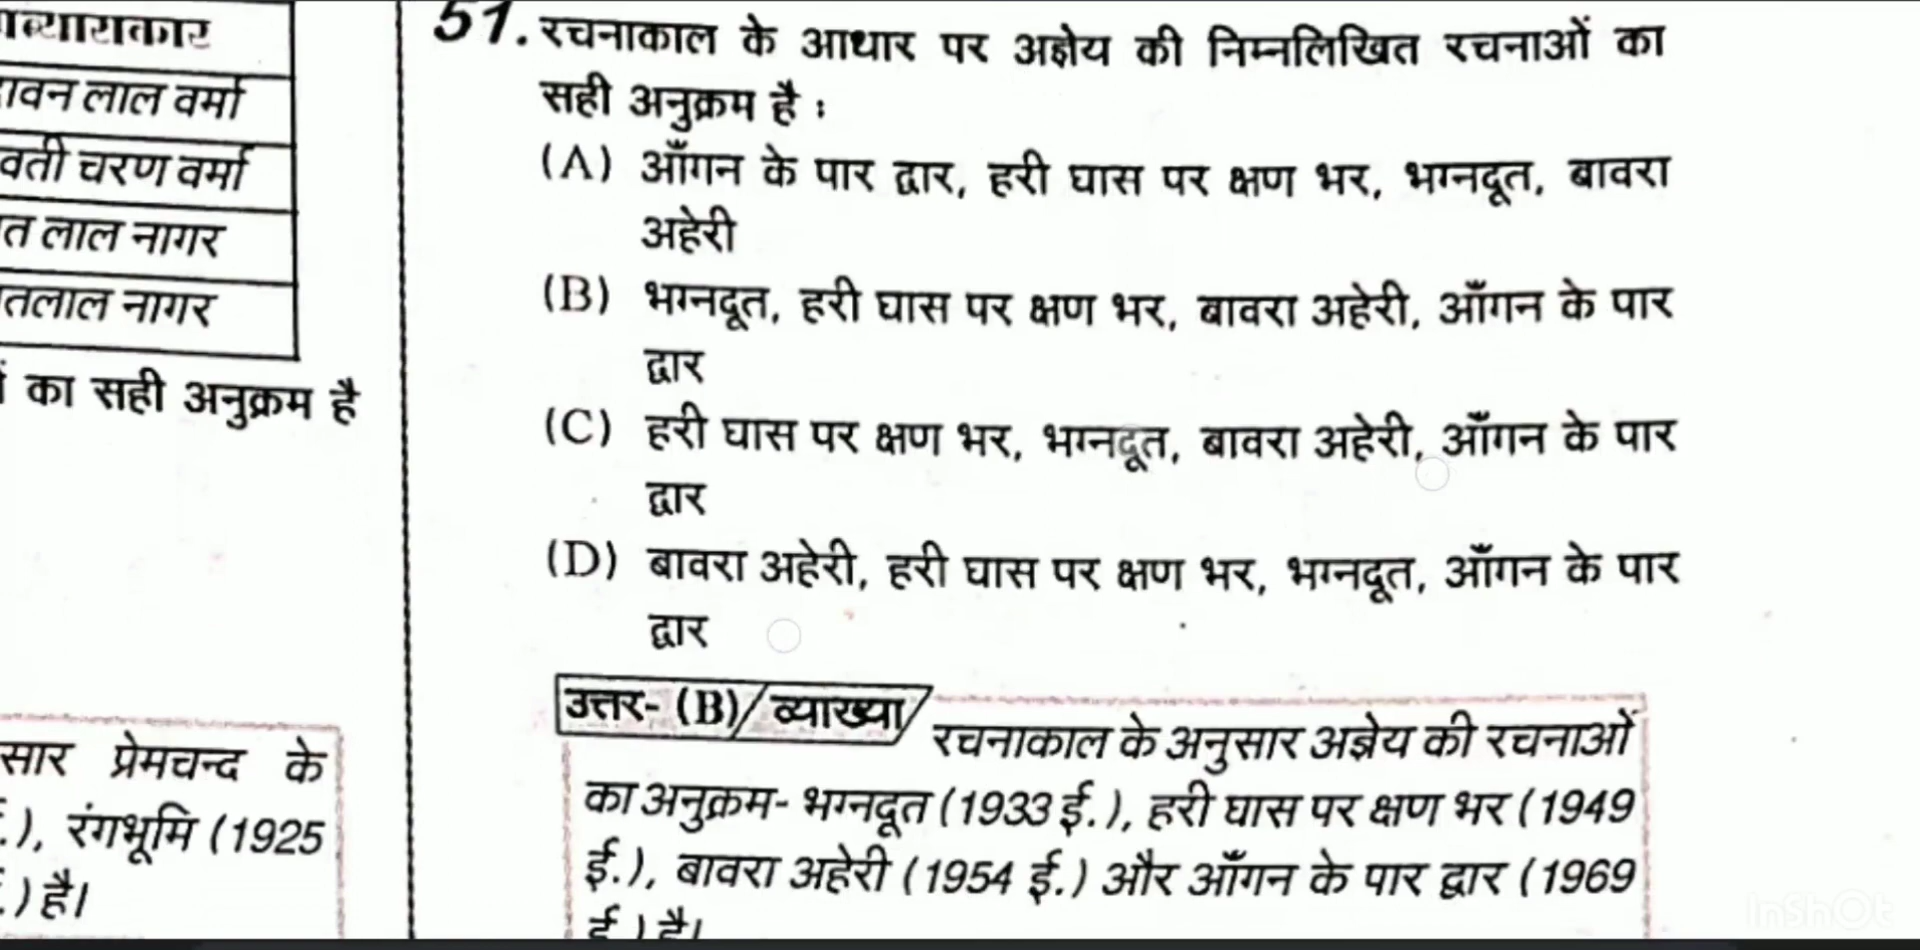 लाल वर्मा
चरण वर्मा
लाल नागर
नागर
का सही अनुक्रम है
सार प्रेमचन्द के
रंगभूमि (1925
) है।
51. रचनाकाल के आधार पर अज्ञेय की निम्नलिखित रचनाओं का
सही अनुक्रम है :
(A) आँगन के पार द्वार, हरी घास पर क्षण भर, भग्नदूत, बावरा
अहेरी
(B) भग्नदूत, हरी घास पर क्षण भर, बावरा अहेरी, आँगन के पार
द्वार
(C) हरी घास पर क्षण भर, भग्नदूत, बावरा अहेरी, आँगन के पार
द्वार
(D) बावरा अहेरी, हरी घास पर क्षण भर, भग्नदूत, आँगन के पार
द्वार
उत्तर- (B)/व्याख्या रचनाकाल के अनुसार अज्ञेय की रचनाओं
का अनुक्रम- भग्नदूत (1933 ई.), हरी घास पर क्षण भर (1949
ई.), बावरा अहेरी (1954 ई.) और आँगन के पार द्वार (1969
ई.) है।
InShOt